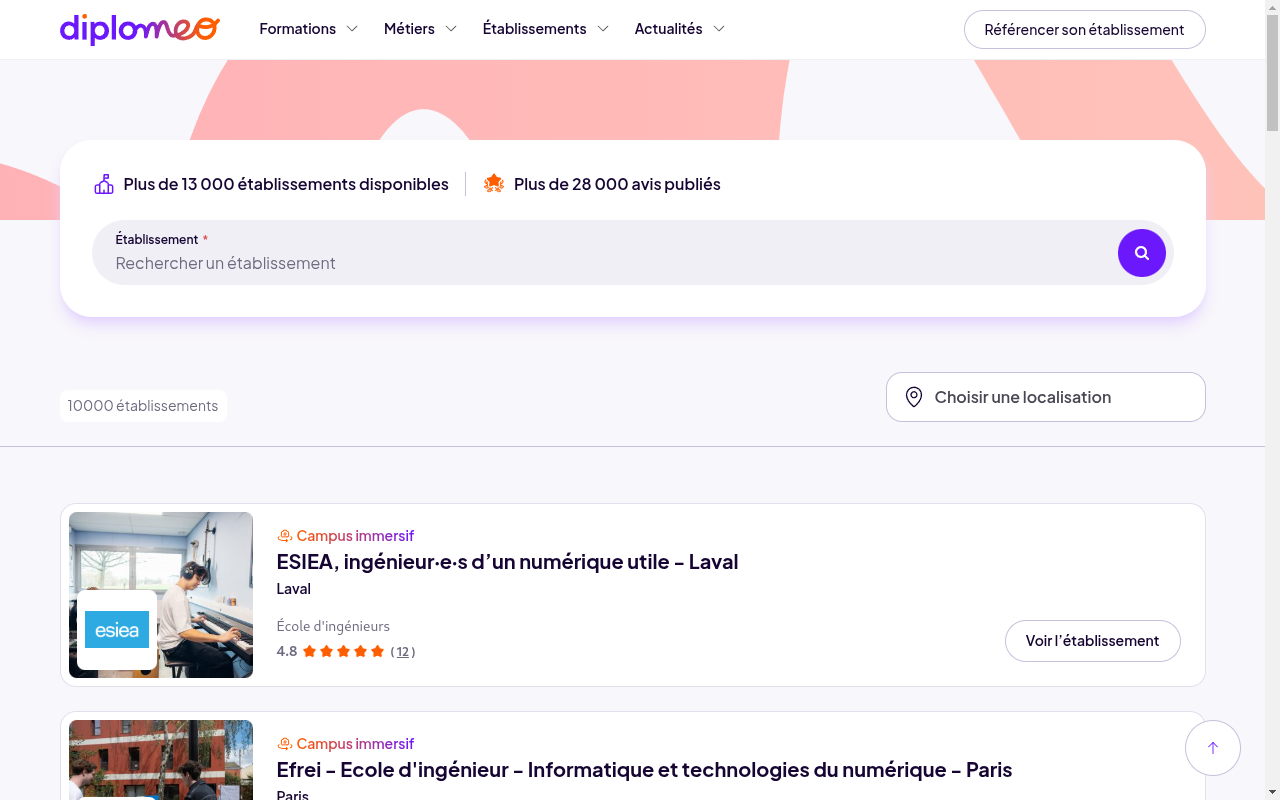 diplomeo
Formations
Métiers
Établissements
Actualités
Référencer son établissement
Plus de 13 000 établissements disponibles
Plus de 28 000 avis publiés
Établissement *
Rechercher un établissement
10000 établissements
Choisir une localisation
esiea
Campus immersif
ESIEA, ingénieur·e·s d’un numérique utile – Laval
Laval
École d'ingénieurs
4.8 (12)
Voir l’établissement
Campus immersif
Efrei – Ecole d'ingénieur – Informatique et technologies du numérique – Paris
Paris